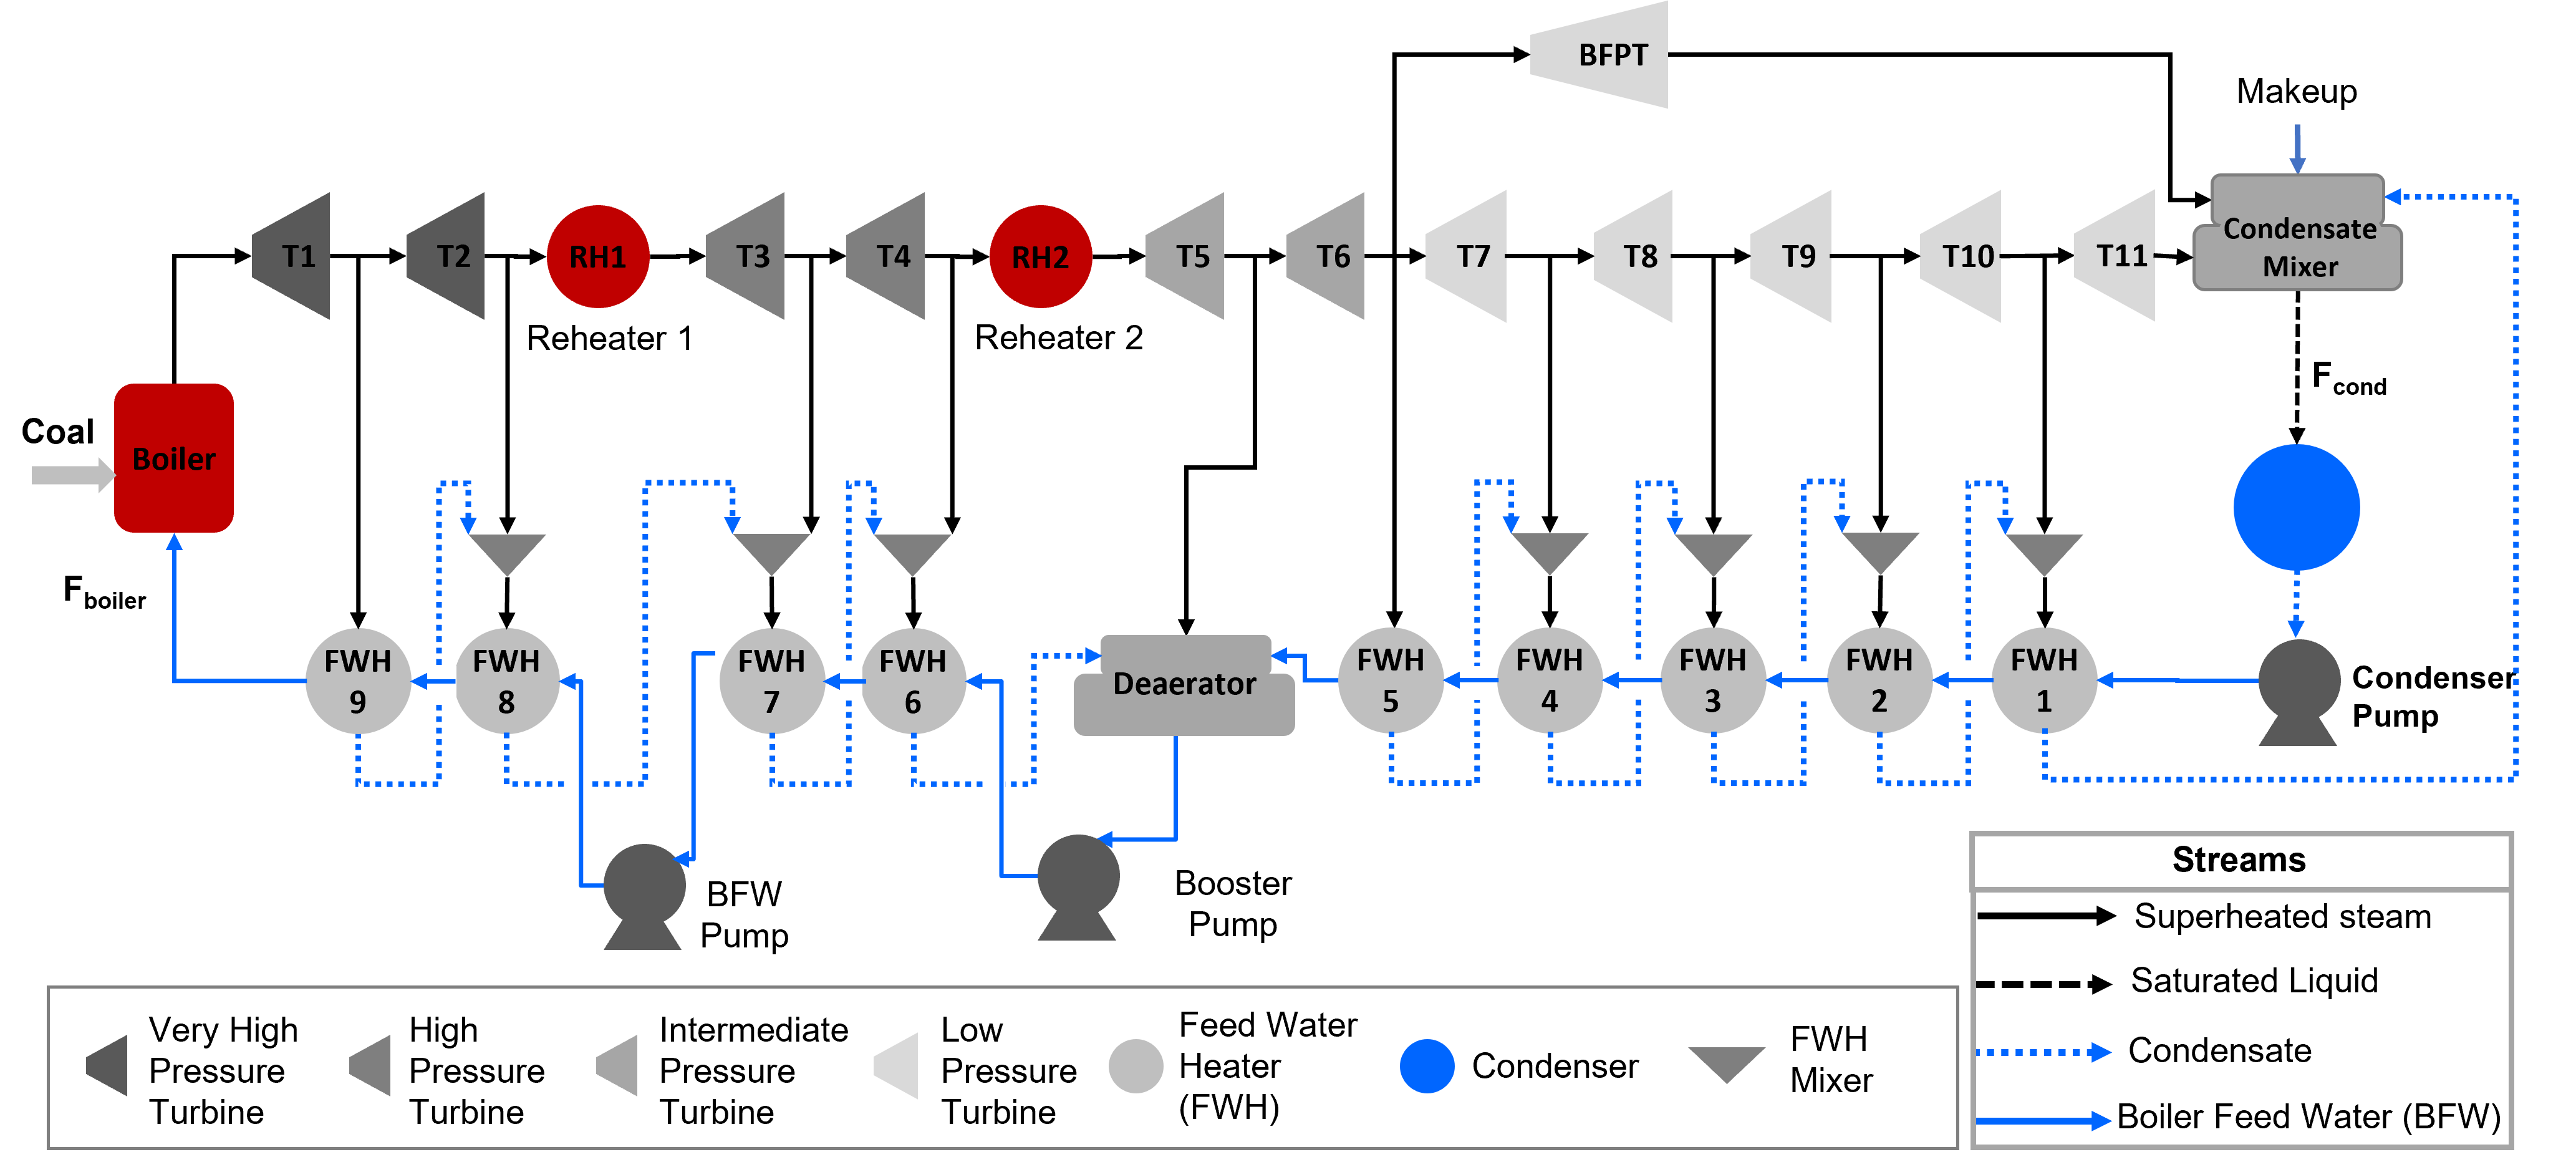 BFPT
Makeup
T1
T2
RH1
T3
T4
RH2
T5
T6
T7
T8
T9
T10
T11
Condensate
Mixer
Reheater 1
Reheater 2
Fcond
Coal
Boiler
Fboiler
FWH
9
FWH
8
FWH
7
FWH
6
Deaerator
FWH
5
FWH
4
FWH
3
FWH
2
FWH
1
Condenser
Pump
BFW
Pump
Booster
Pump
Streams
Superheated steam
Saturated Liquid
Condensate
Boiler Feed Water (BFW)
Very High
Pressure
Turbine
High
Pressure
Turbine
Intermediate
Pressure
Turbine
Low
Pressure
Turbine
Feed Water
Heater
(FWH)
Condenser
FWH
Mixer